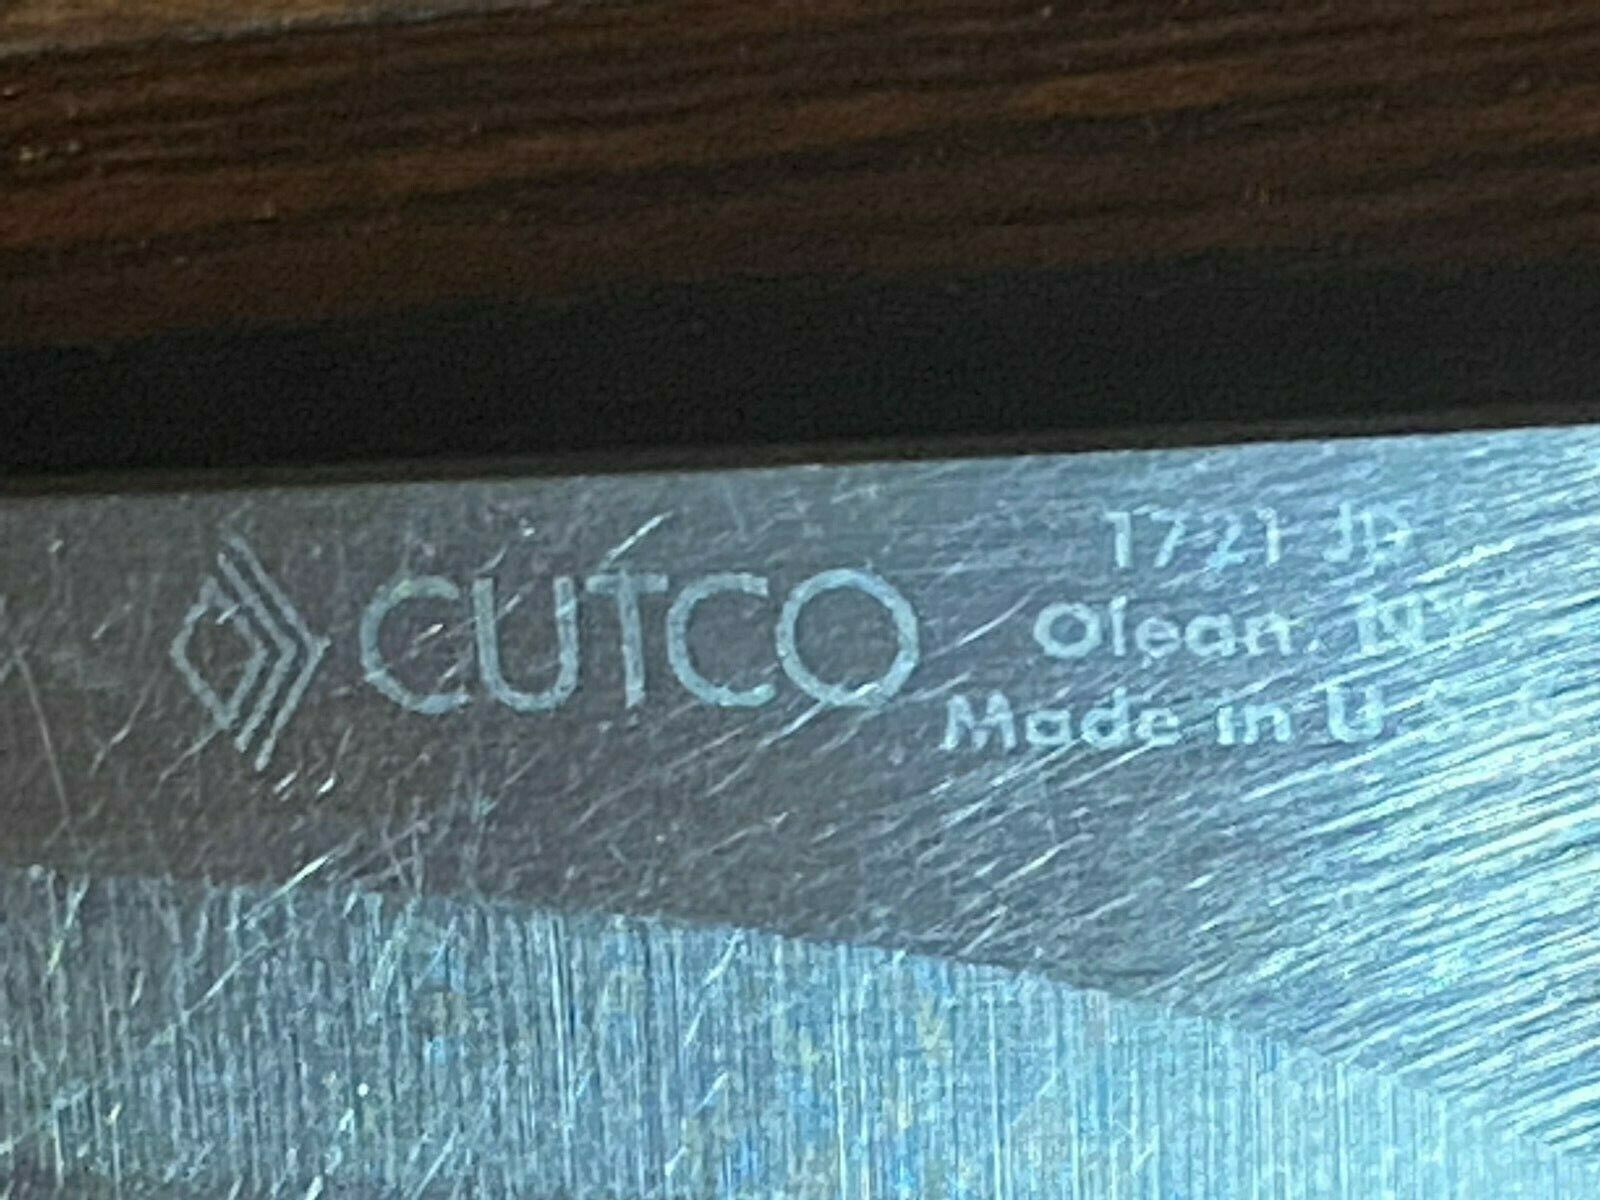 CUTCO
1721 JD
Olean, NY
Made in U.S.A.